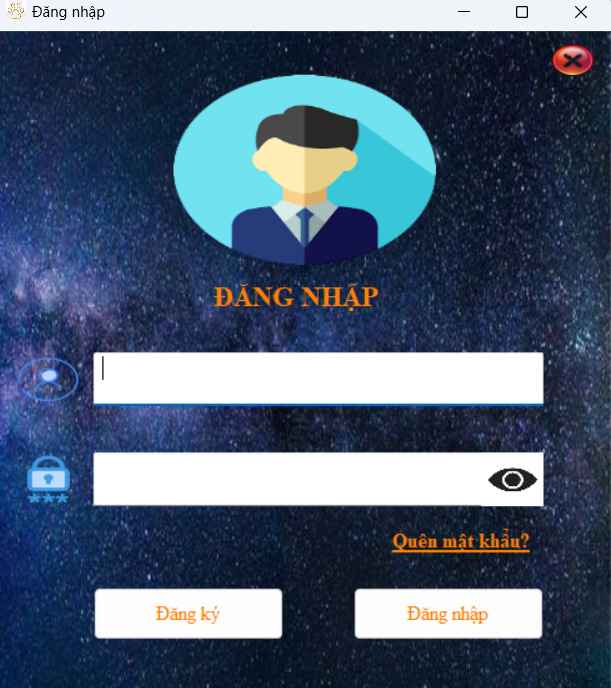 Đăng nhập
ĐĂNG NHẬP
***
Quên mật khẩu?
Đăng ký
Đăng nhập